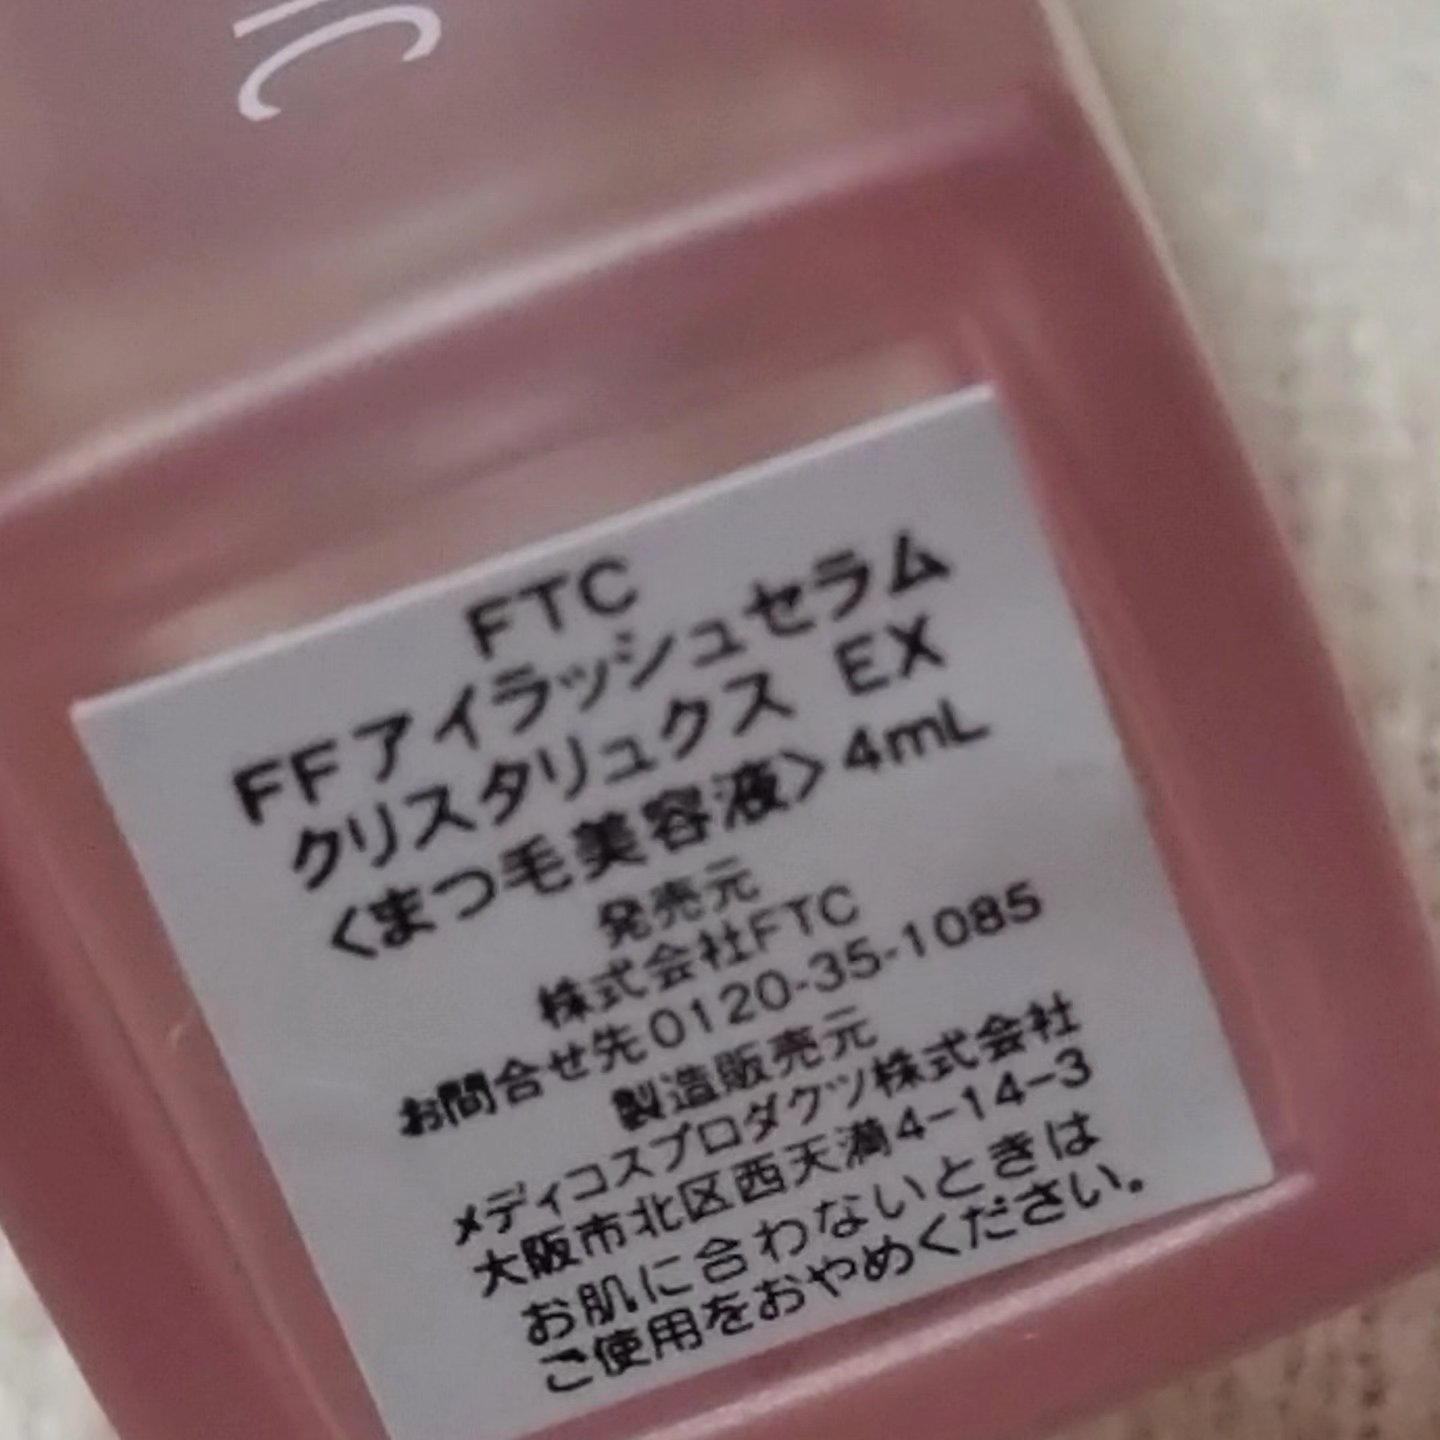 FTC
FFアイラッシュセラム
クリスタリュクス EX
<まつ毛美容液>4mL
発売元
株式会社FTC
お問合せ先0120-35-1085
製造販売元
メディコスプロダクツ株式会社
大阪市北区西天満4-14-3
お肌に合わないときは
ご使用をおやめください。